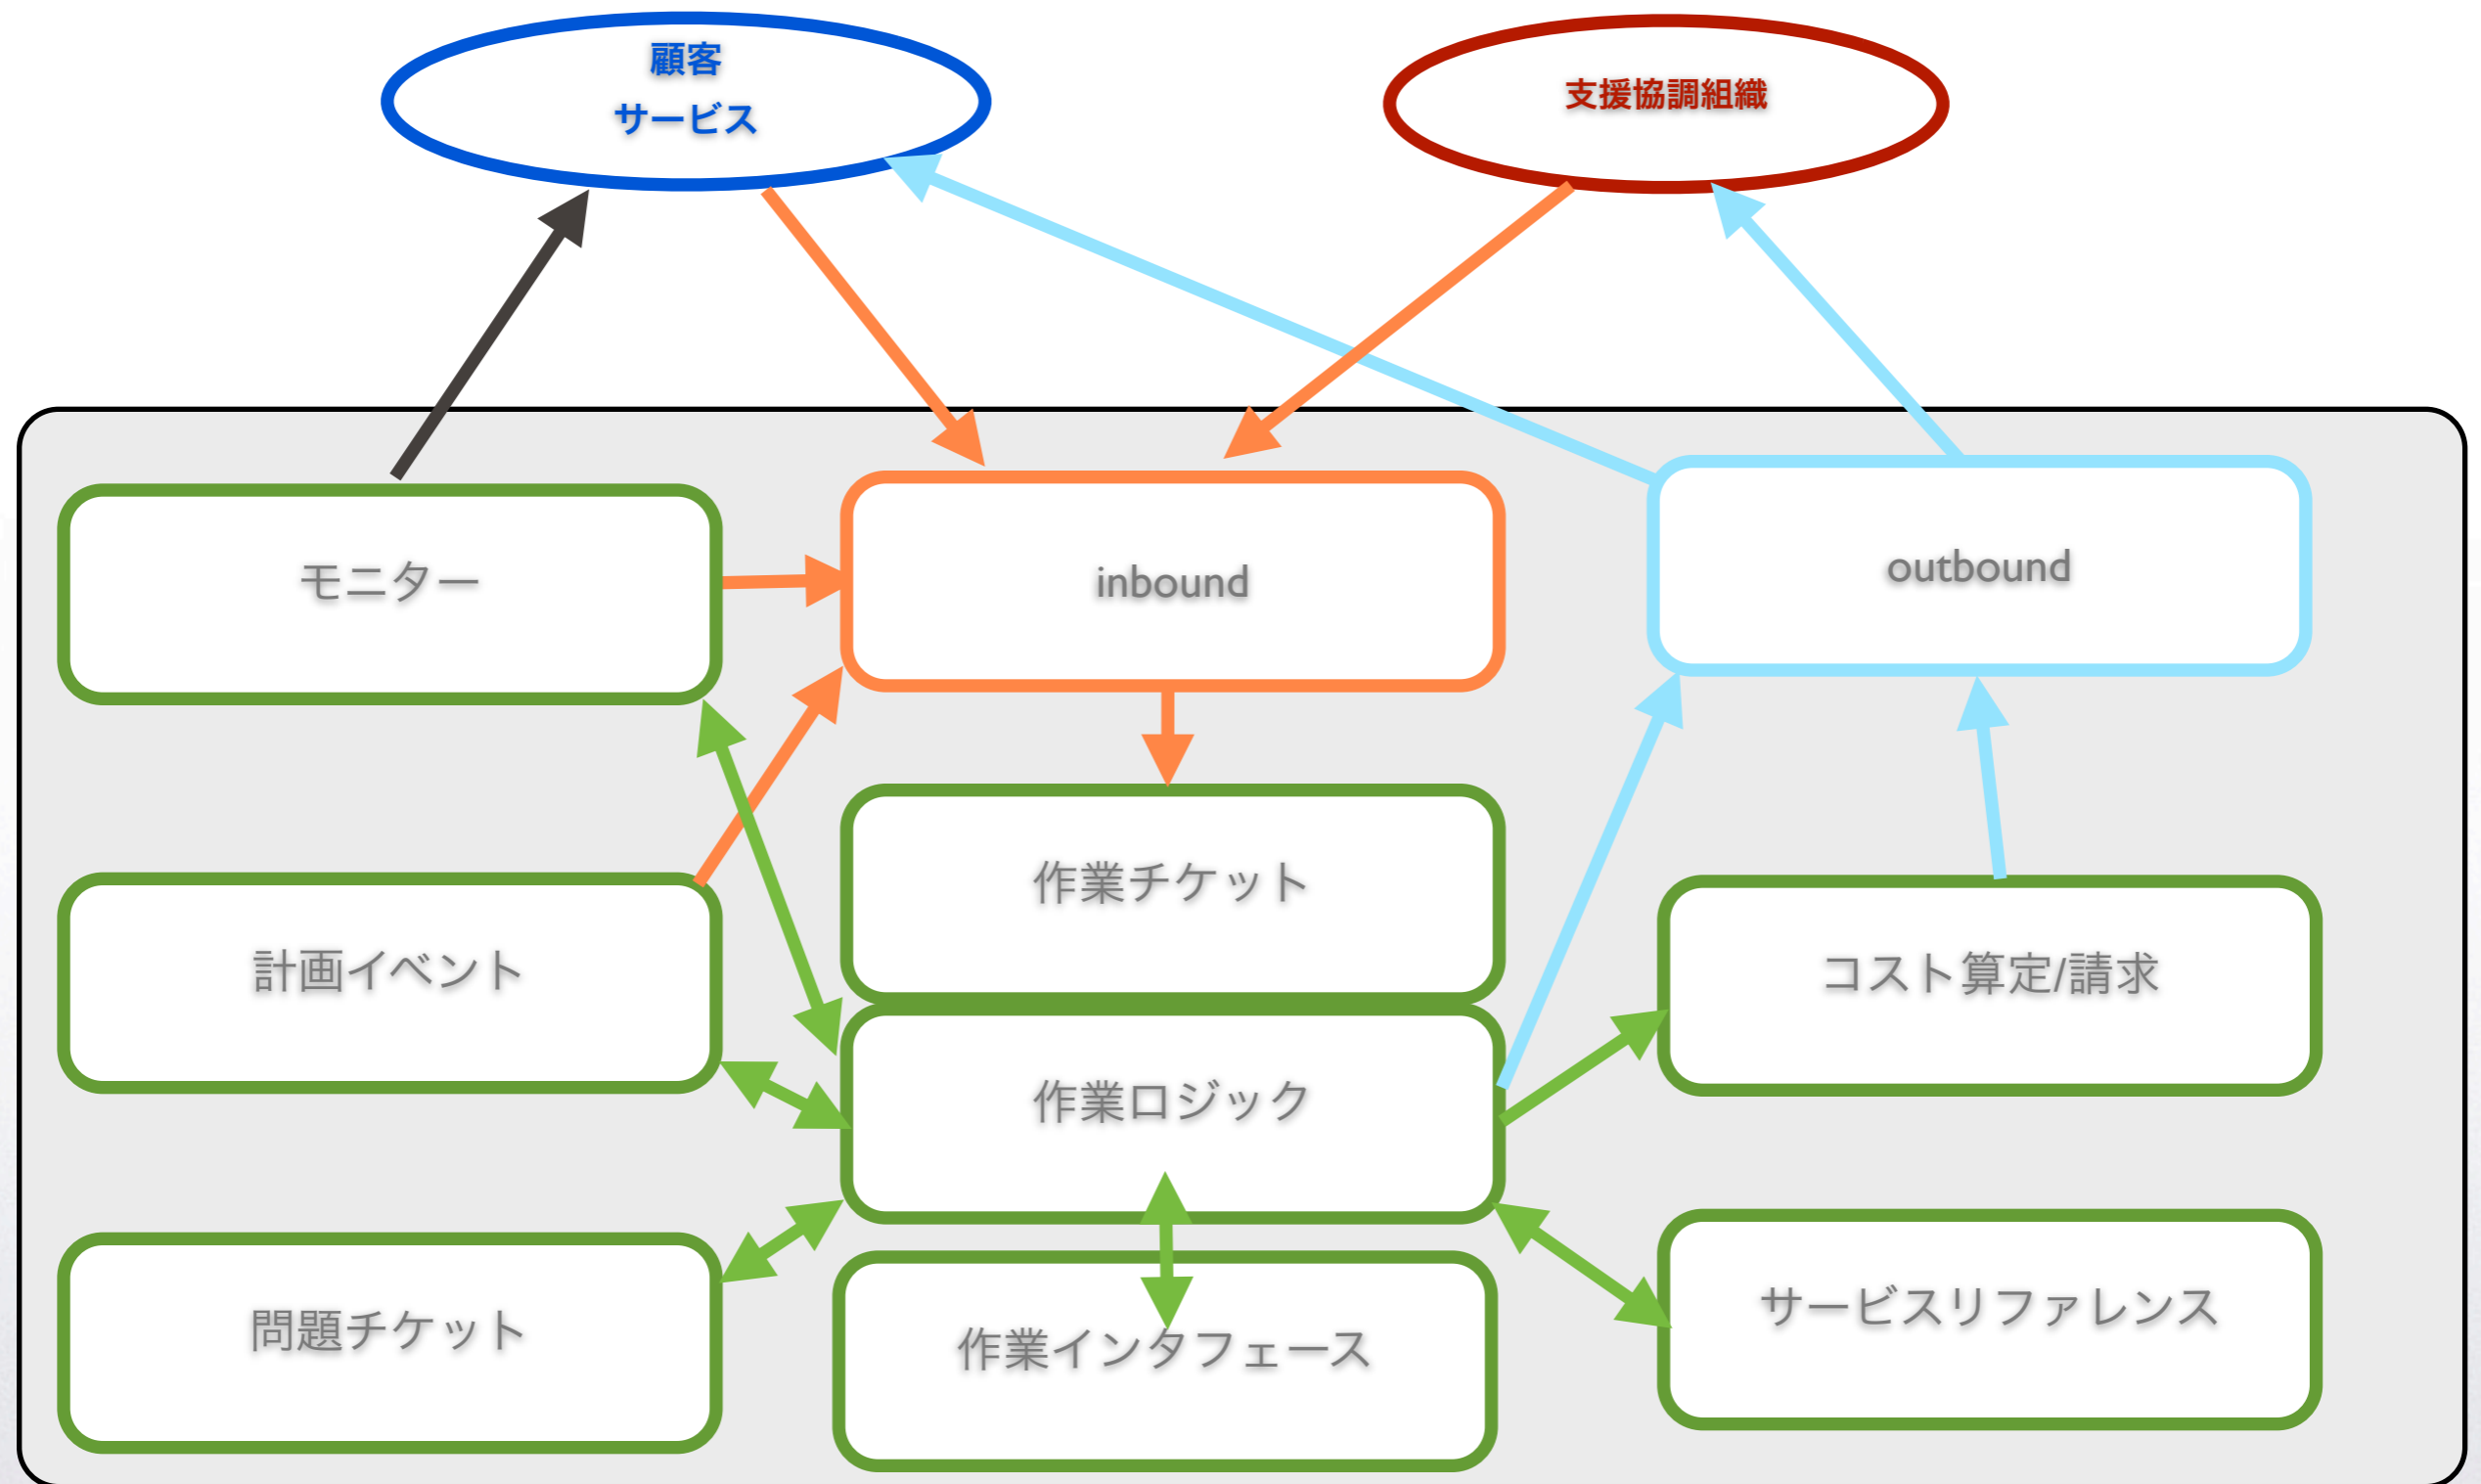 顧客
サービス
支援協調組織
モニター
inbound
outbound
作業チケット
計画イベント
コスト算定/請求
作業ロジック
問題チケット
作業インタフェース
サービスリファレンス